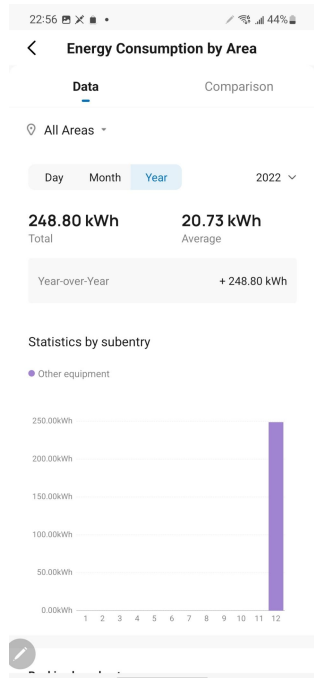 22:56 44%
Energy Consumption by Area
Data Comparison
All Areas
Day Month Year 2022
248.80 kWh 20.73 kWh
Total Average
Year-over-Year + 248.80 kWh
Statistics by subentry
Other equipment
250.00kWh
200.00kWh
150.00kWh
100.00kWh
50.00kWh
0.00kWh
1 2 3 4 5 6 7 8 9 10 11 12